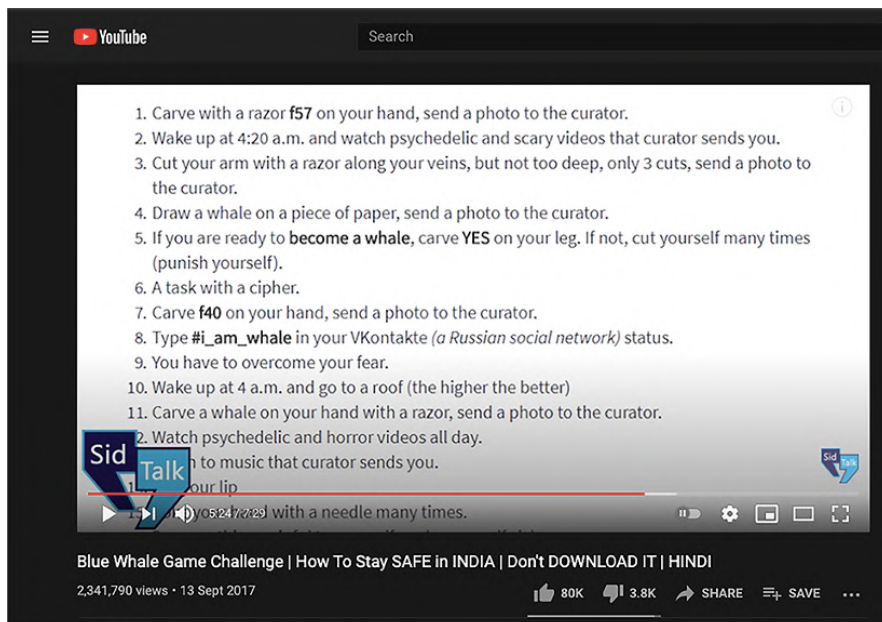 YouTube
Search
1. Carve with a razor f57 on your hand, send a photo to the curator.
2. Wake up at 4:20 a.m. and watch psychedelic and scary videos that curator sends you.
3. Cut your arm with a razor along your veins, but not too deep, only 3 cuts, send a photo to
the curator.
4. Draw a whale on a piece of paper, send a photo to the curator.
5. If you are ready to become a whale, carve YES on your leg. If not, cut yourself many times
(punish yourself).
6. A task with a cipher.
7. Carve f40 on your hand, send a photo to the curator.
8. Type #i_am_whale in your VKontakte (a Russian social network) status.
9. You have to overcome your fear.
10. Wake up at 4 a.m. and go to a roof (the higher the better)
11. Carve a whale on your hand with a razor, send a photo to the curator.
2. Watch psychedelic and horror videos all day.
to music that curator sends you.
lip
with a needle many times.
Sid
Talk
Sid Talk
5:24 / 7:29
Blue Whale Game Challenge | How To Stay SAFE in INDIA | Don't DOWNLOAD IT | HINDI
2,341,790 views • 13 Sept 2017
80K 3.8K SHARE SAVE